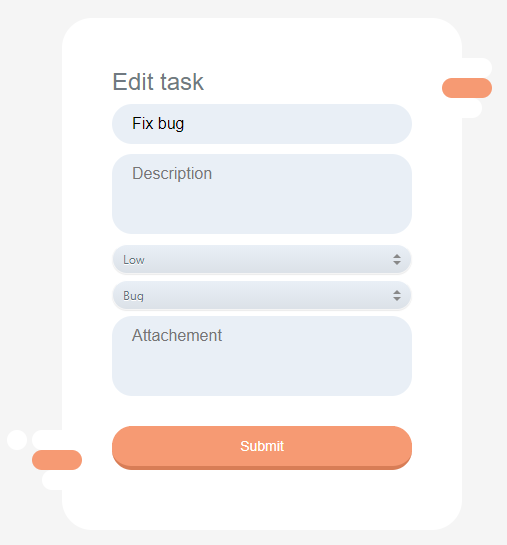 Edit task
Fix bug
Description
Low
Bug
Attachement
Submit